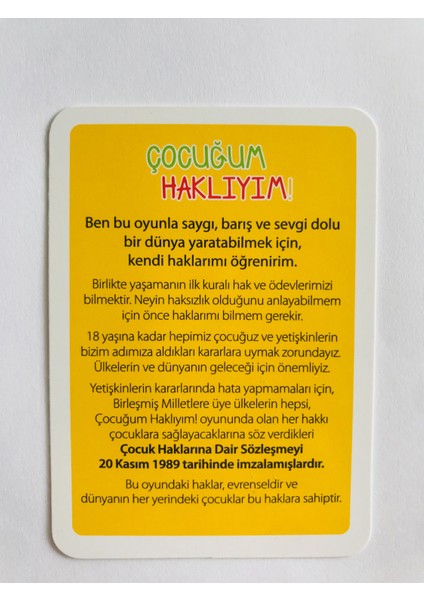 ÇOCUĞUM
HAKLIYIM!
Ben bu oyunla saygı, barış ve sevgi dolu
bir dünya yaratabilmek için,
kendi haklarımı öğrenirim.
Birlikte yaşamanın ilk kuralı hak ve ödevlerimizi
bilmektir. Neyin haksızlık olduğunu anlayabilmem
için önce haklarımı bilmem gerekir.
18 yaşına kadar hepimiz çocuğuz ve yetişkinlerin
bizim adımıza aldıkları kararlara uymak zorundayız.
Ülkelerin ve dünyanın geleceği için önemliyiz.
Yetişkinlerin kararlarında hata yapmamaları için,
Birleşmiş Milletlere üye ülkelerin hepsi,
Çocuğum Haklıyım! oyununda olan her hakkı
çocuklara sağlayacaklarına söz verdikleri
Çocuk Haklarına Dair Sözleşmeyi
20 Kasım 1989 tarihinde imzalamışlardır.
Bu oyundaki haklar, evrenseldir ve
dünyanın her yerindeki çocuklar bu haklara sahiptir.